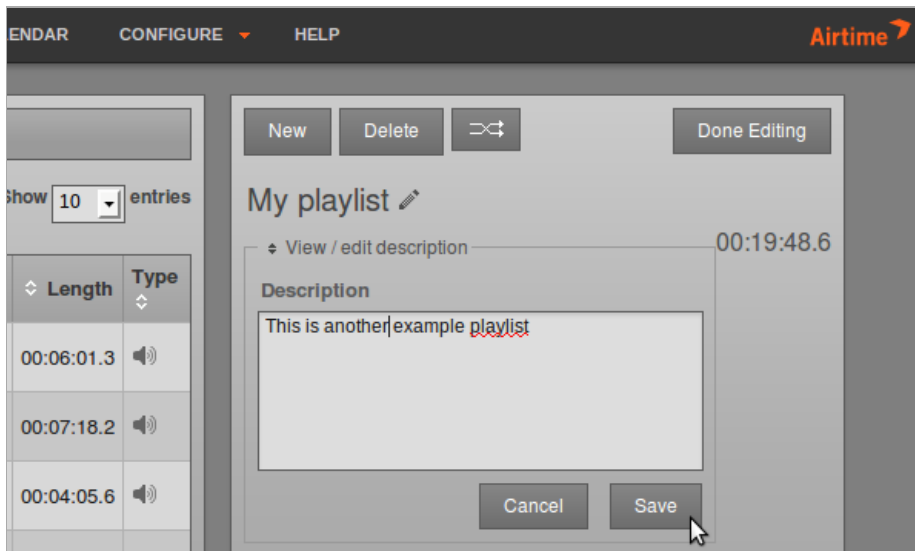 ENDAR CONFIGURE HELP Airtime
New Delete Done Editing
Show 10 entries
My playlist
00:19:48.6
View / edit description
Length Type
Description
This is another example playlist
00:06:01.3
00:07:18.2
00:04:05.6
Cancel Save